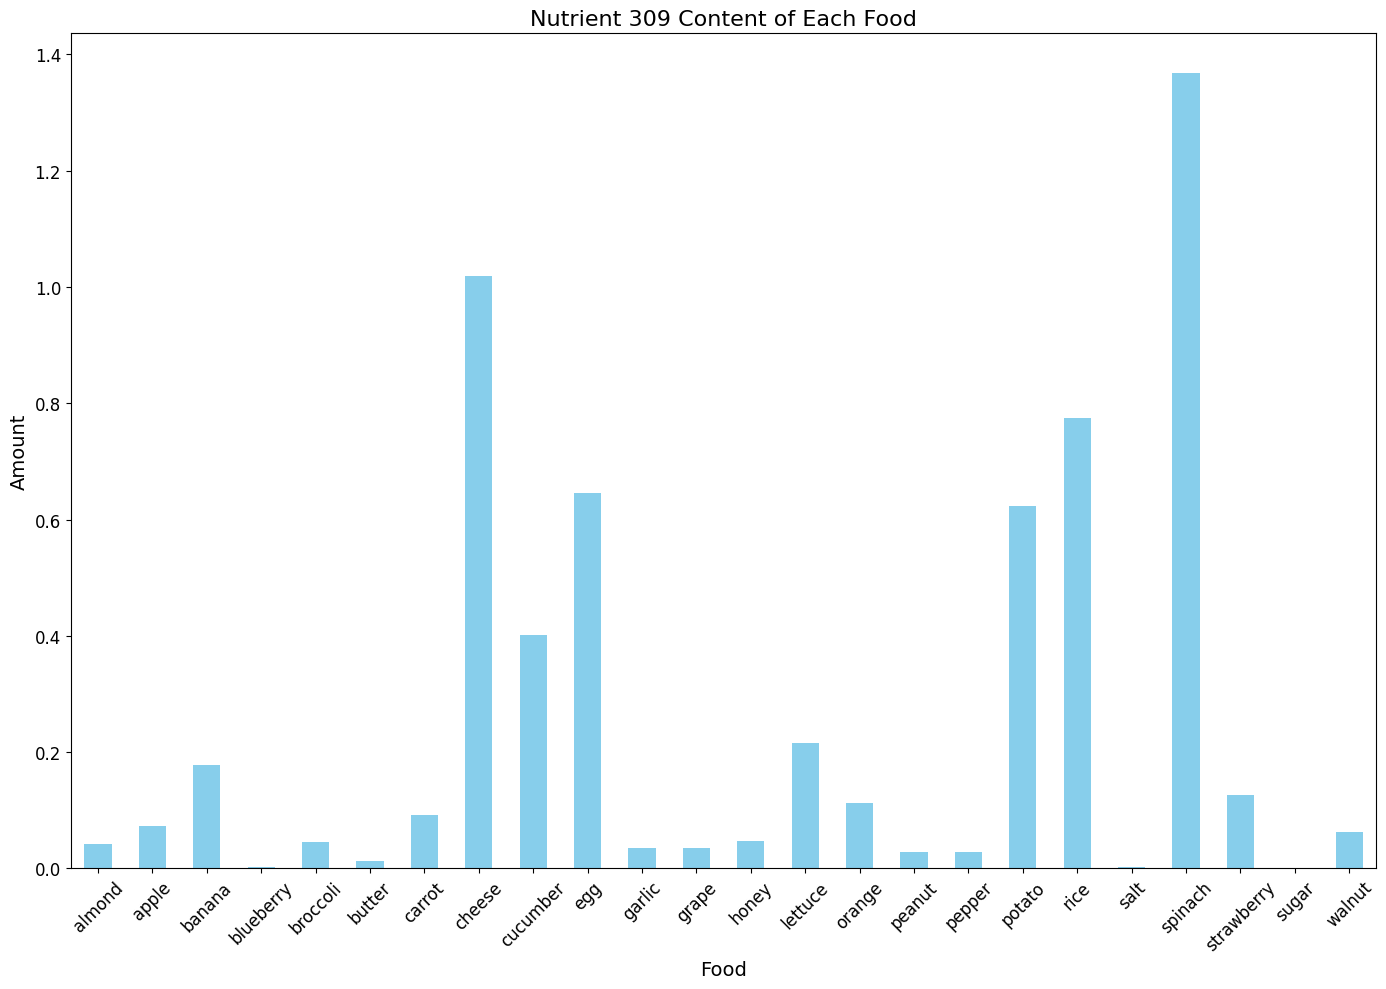 Nutrient 309 Content of Each Food
1.4
1.2
1.0
0.8
0.6
0.4
0.2
0.0
Amount
almond
apple
banana
blueberry
broccoli
butter
carrot
cheese
cucumber
egg
garlic
grape
honey
lettuce
orange
peanut
pepper
potato
rice
salt
spinach
strawberry
sugar
walnut
Food